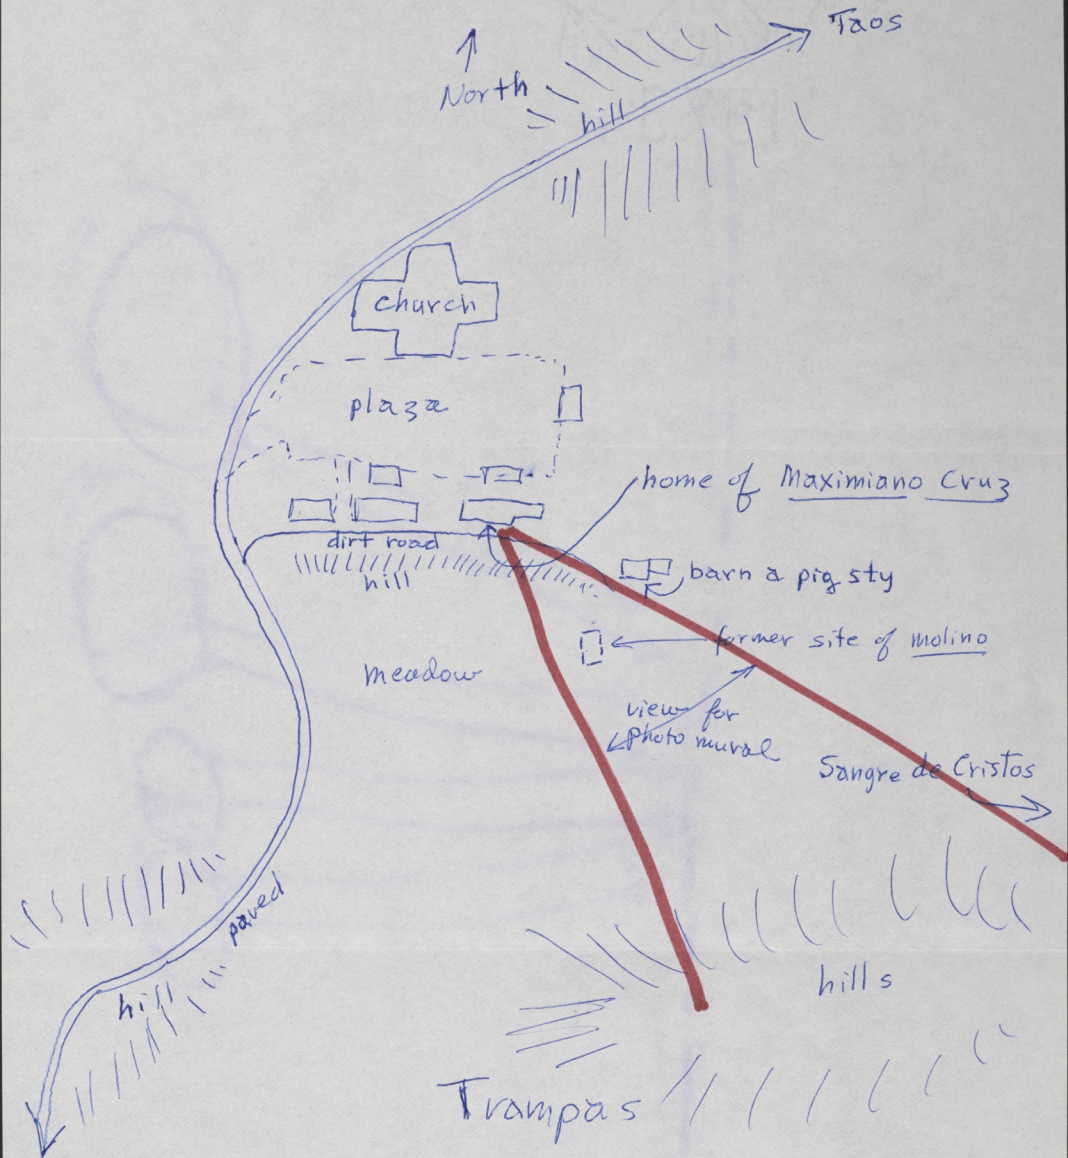 Taos
North
hill
church
plaza
home of Maximiano Cruz
dirt road
hill
barn & pig sty
former site of molino
meadow
view for
photo mural
Sangre de Cristos
paved
hills
hill
Trampas